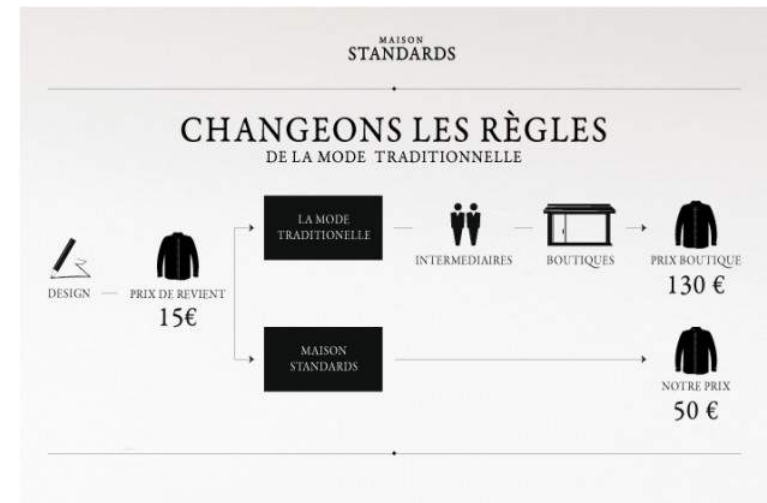 MAISON
STANDARDS
CHANGEONS LES RÈGLES
DE LA MODE TRADITIONNELLE
DESIGN
PRIX DE REVIENT
15€
LA MODE
TRADITIONELLE
INTERMEDIAIRES
BOUTIQUES
PRIX BOUTIQUE
130 €
MAISON
STANDARDS
NOTRE PRIX
50 €